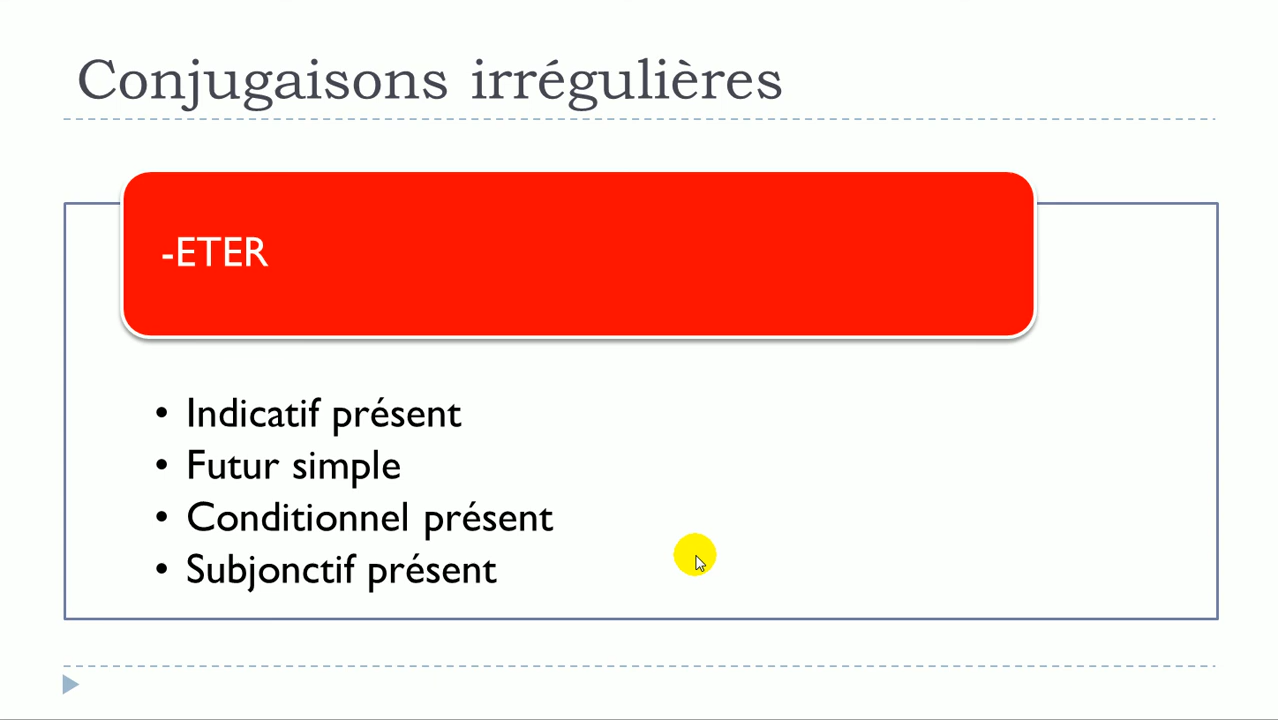 Conjugaisons irrégulières
-ETER
• Indicatif présent
• Futur simple
• Conditionnel présent
• Subjonctif présent